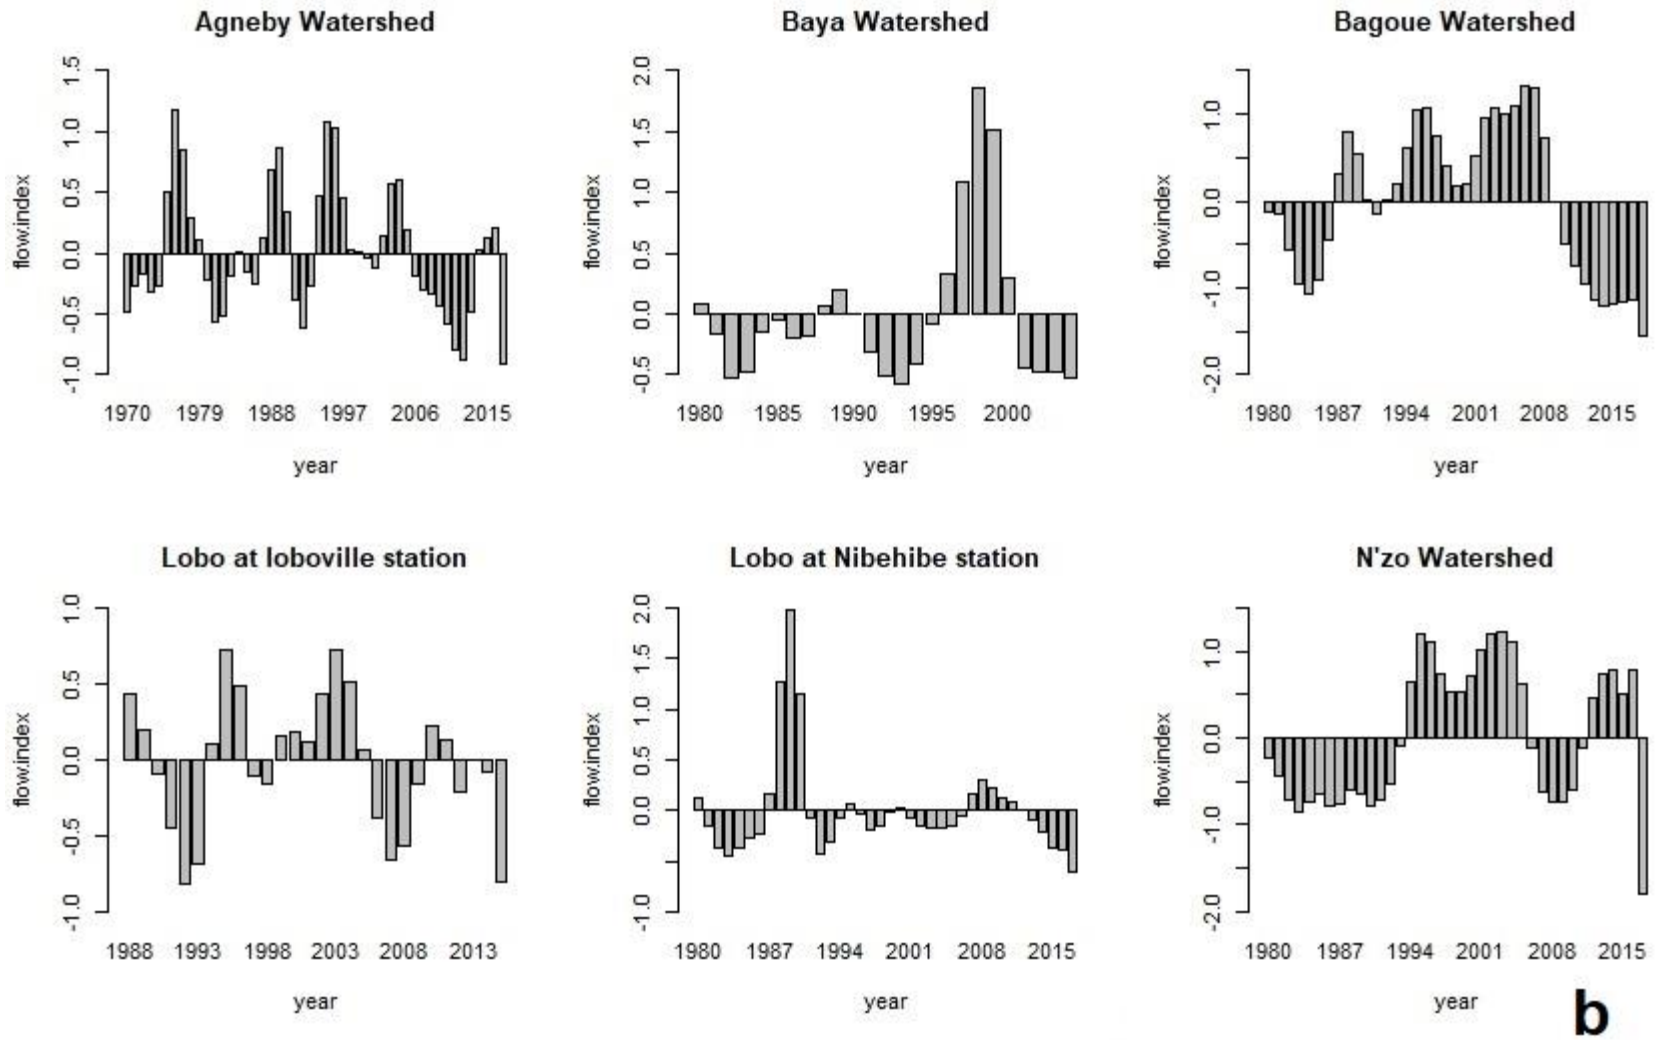 Agneby Watershed
flow.index
1.5
1.0
0.5
0.0
-0.5
-1.0
1970 1979 1988 1997 2006 2015
year
Baya Watershed
flow.index
2.0
1.5
1.0
0.5
0.0
-0.5
1980 1985 1990 1995 2000
year
Bagoue Watershed
flow.index
1.0
0.0
-1.0
-2.0
1980 1987 1994 2001 2008 2015
year
Lobo at loboville station
flow.index
1.0
0.5
0.0
-0.5
-1.0
1988 1993 1998 2003 2008 2013
year
Lobo at Nibehibe station
flow.index
2.0
1.5
1.0
0.5
0.0
-1.0
1980 1987 1994 2001 2008 2015
year
N'zo Watershed
flow.index
1.0
0.0
-1.0
-2.0
1980 1987 1994 2001 2008 2015
year
b